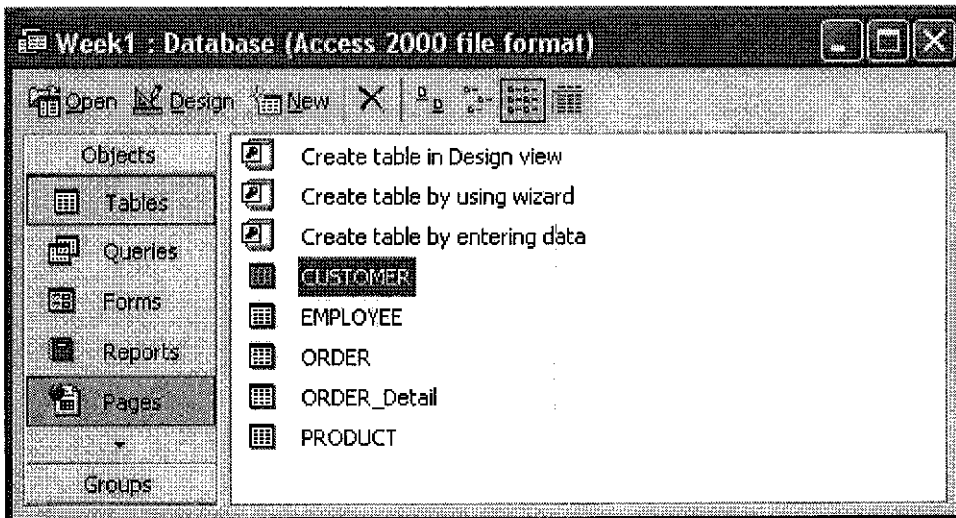 Week1 : Database (Access 2000 file format)
Open Design New
Objects
Tables
Queries
Forms
Reports
Pages
Groups
Create table in Design view
Create table by using wizard
Create table by entering data
CUSTOMER
EMPLOYEE
ORDER
ORDER_Detail
PRODUCT